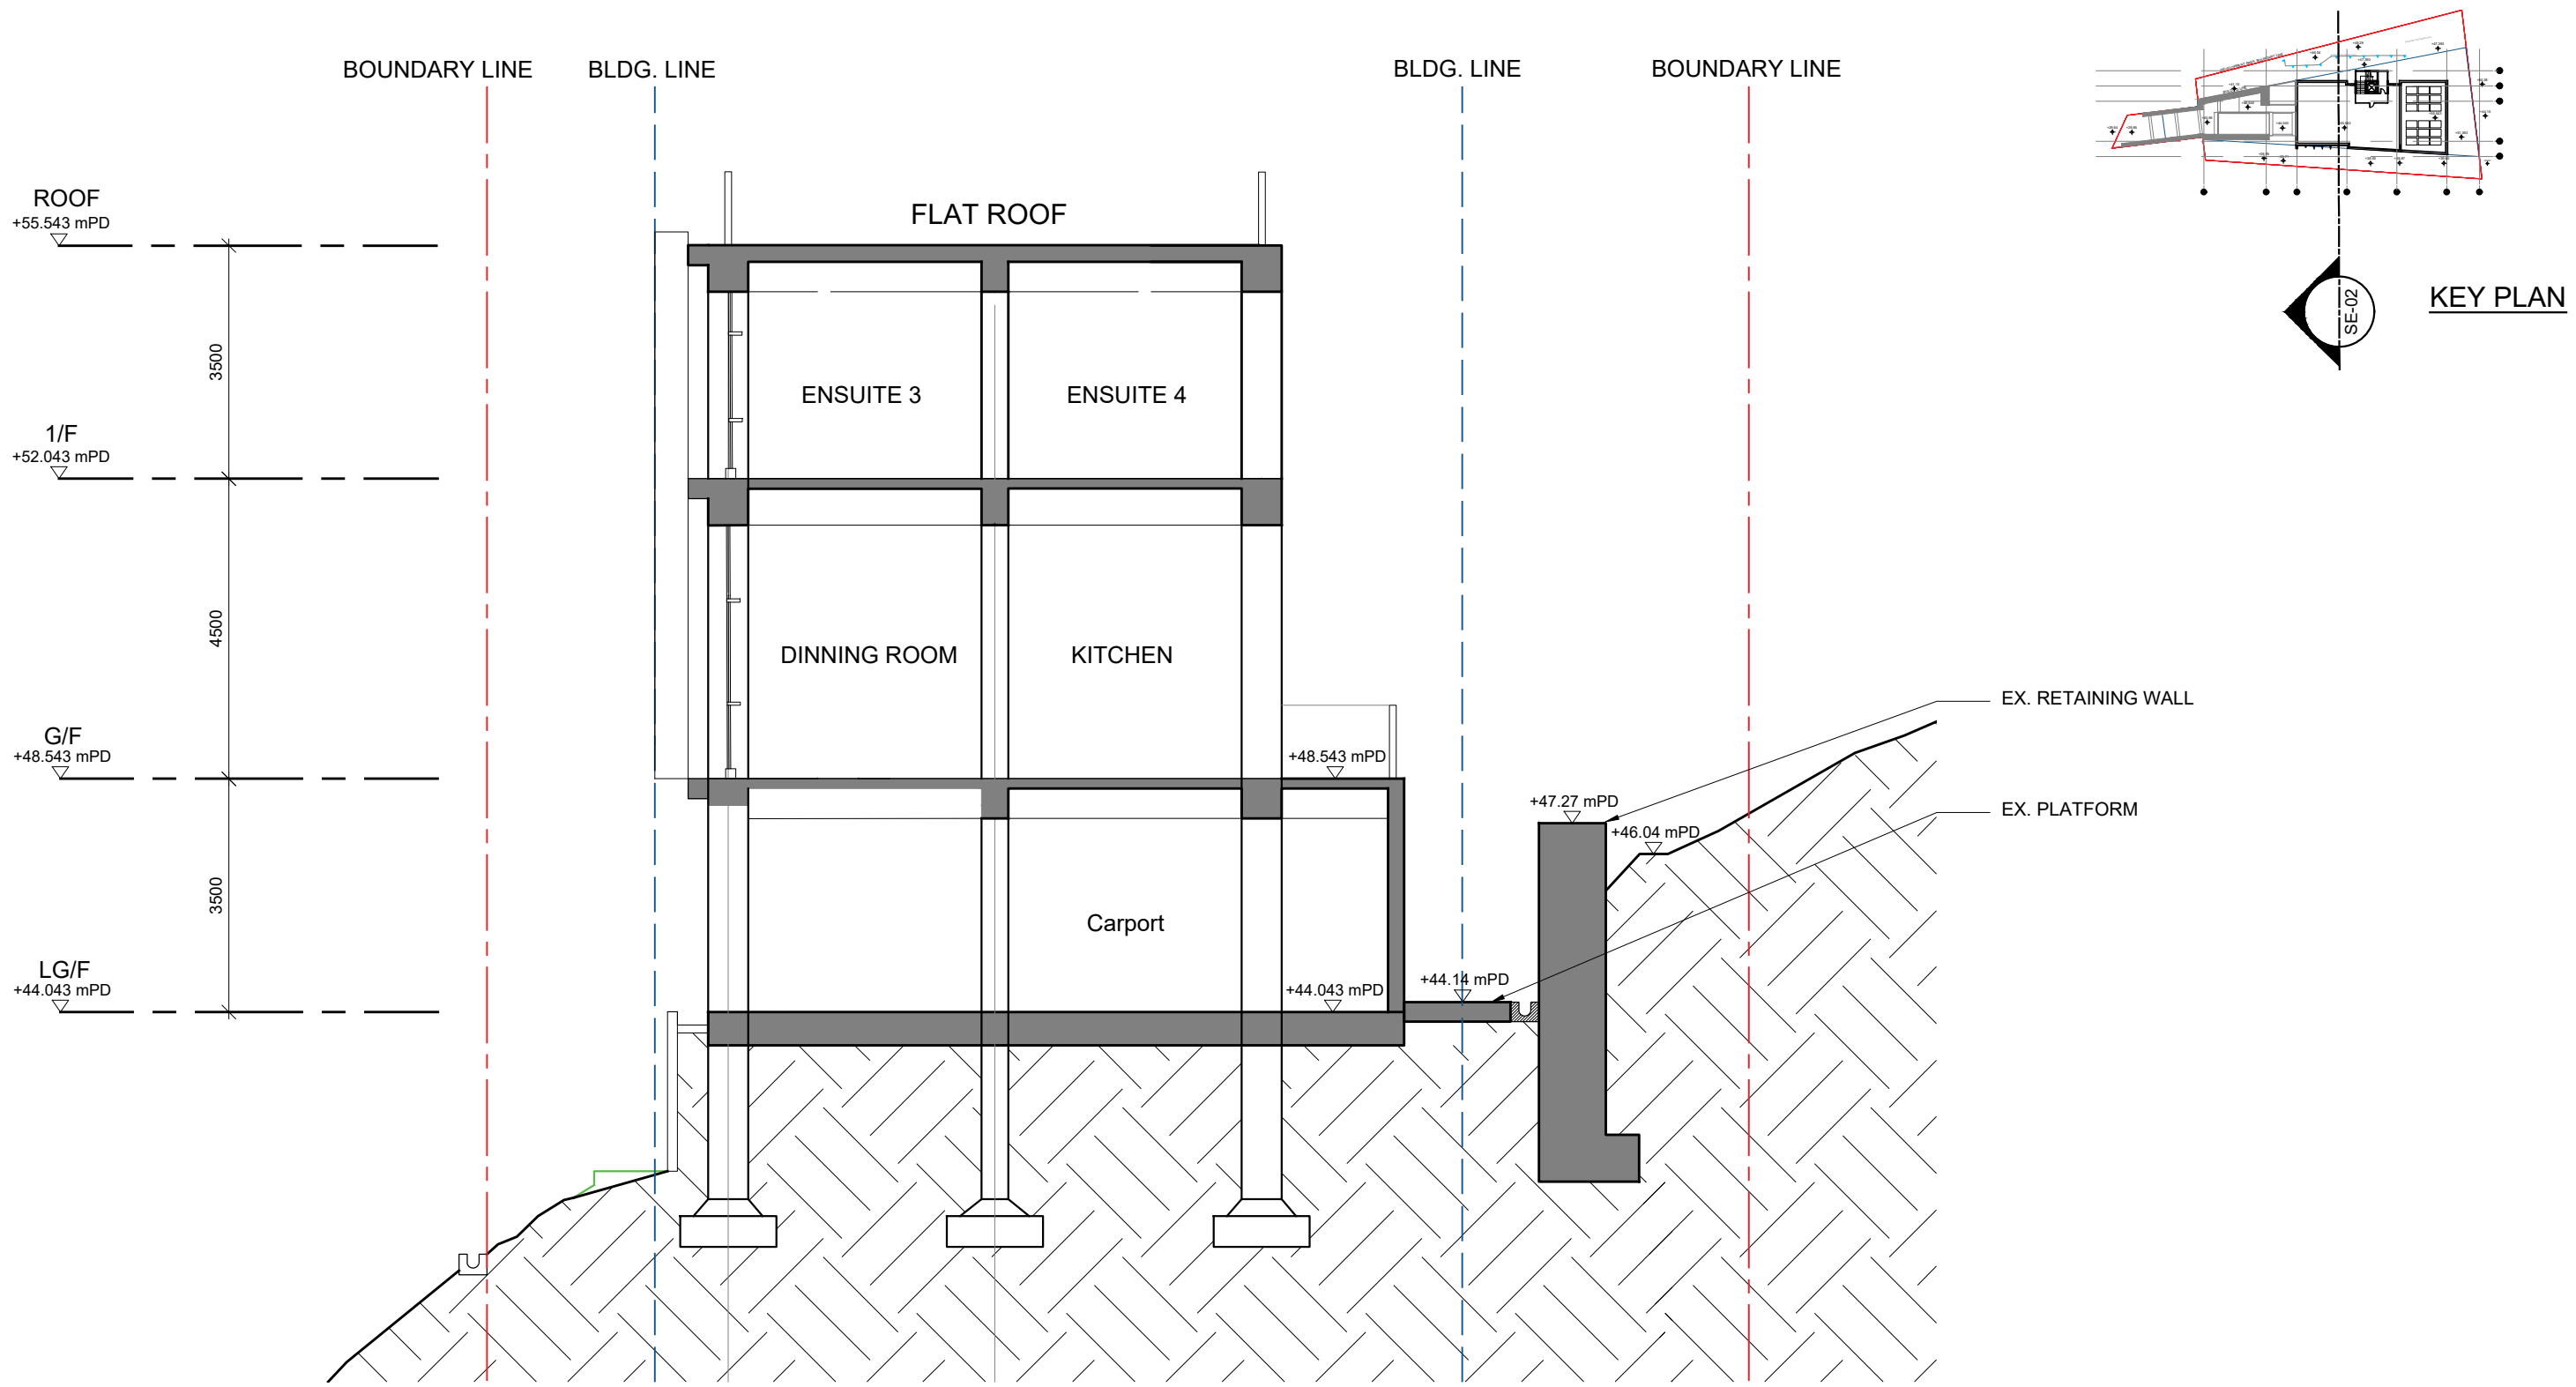 BOUNDARY LINE
BLDG. LINE
BLDG. LINE
BOUNDARY LINE
ROOF
+55.543 mPD
FLAT ROOF
3500
SE-02
KEY PLAN
ENSUITE 3
ENSUITE 4
1/F
+52.043 mPD
4500
DINNING ROOM
KITCHEN
EX. RETAINING WALL
G/F
+48.543 mPD
+48.543 mPD
+47.27 mPD
EX. PLATFORM
+46.04 mPD
3500
Carport
LG/F
+44.043 mPD
+44.043 mPD
+44.14 mPD